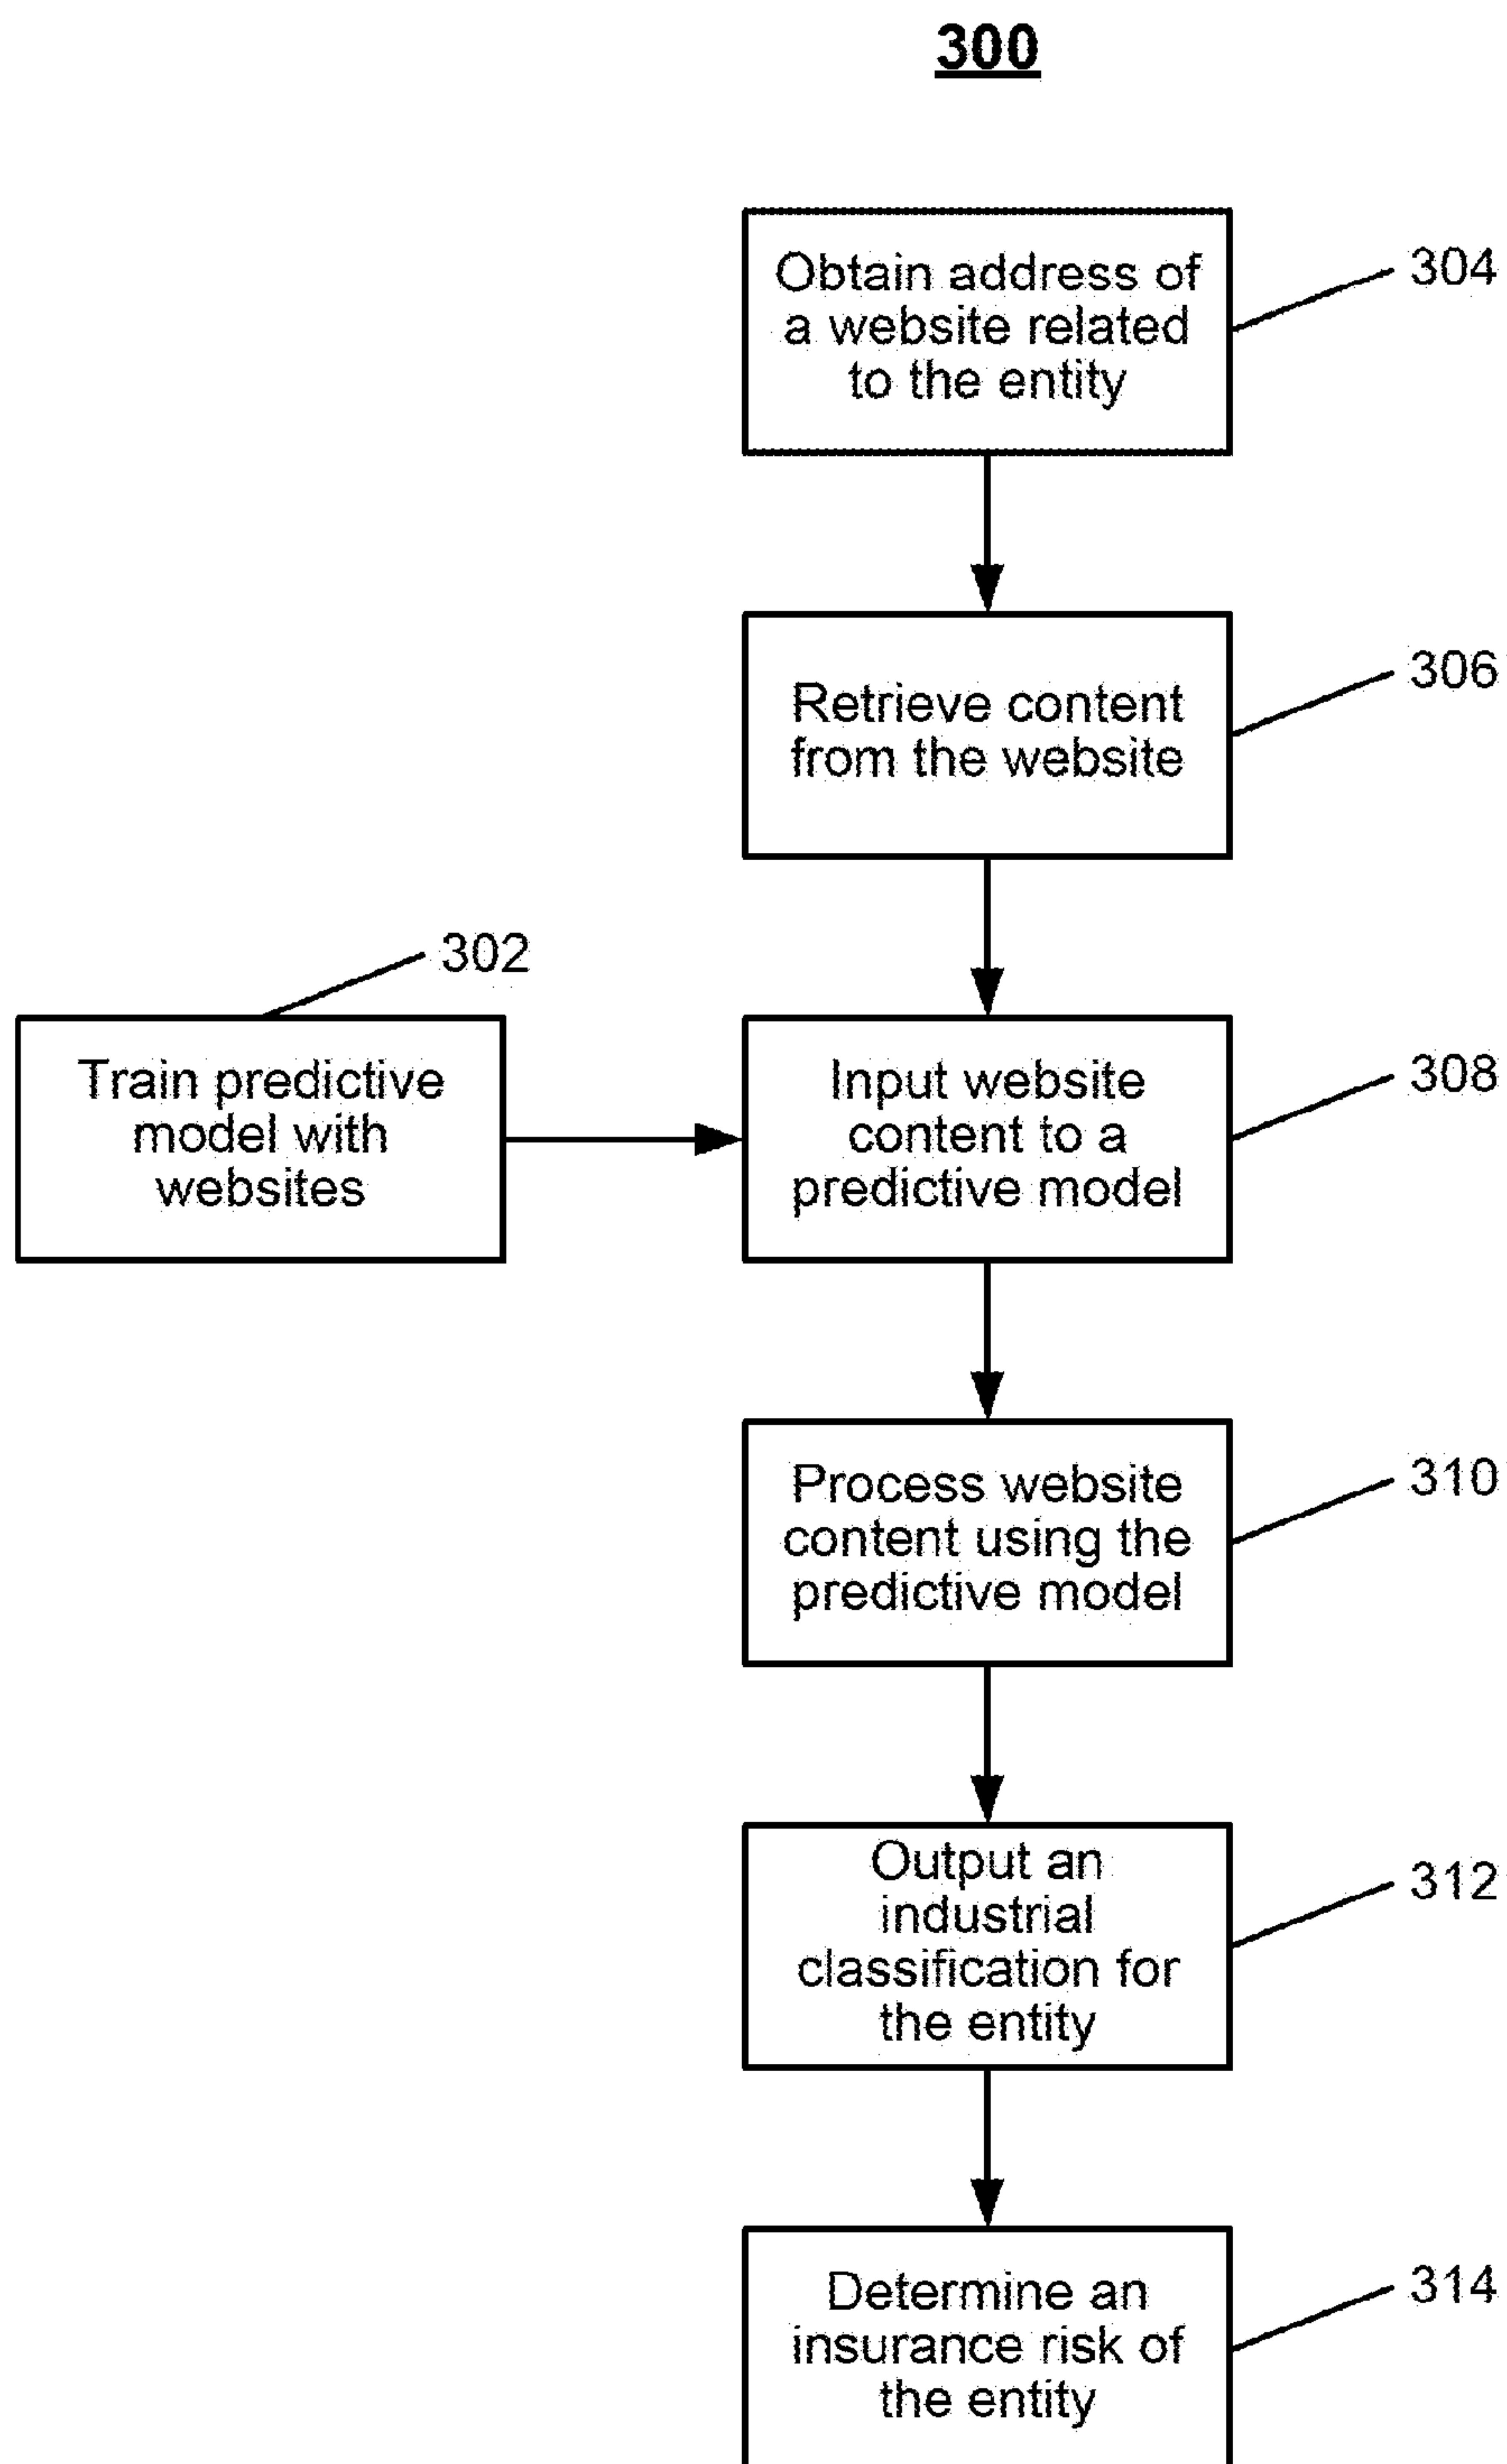 300
Obtain address of
a website related
to the entity
304
Retrieve content
from the website
306
302
Train predictive
model with
websites
Input website
content to a
predictive model
308
Process website
content using the
predictive model
310
Output an
industrial
classification for
the entity
312
Determine an
insurance risk of
the entity
314